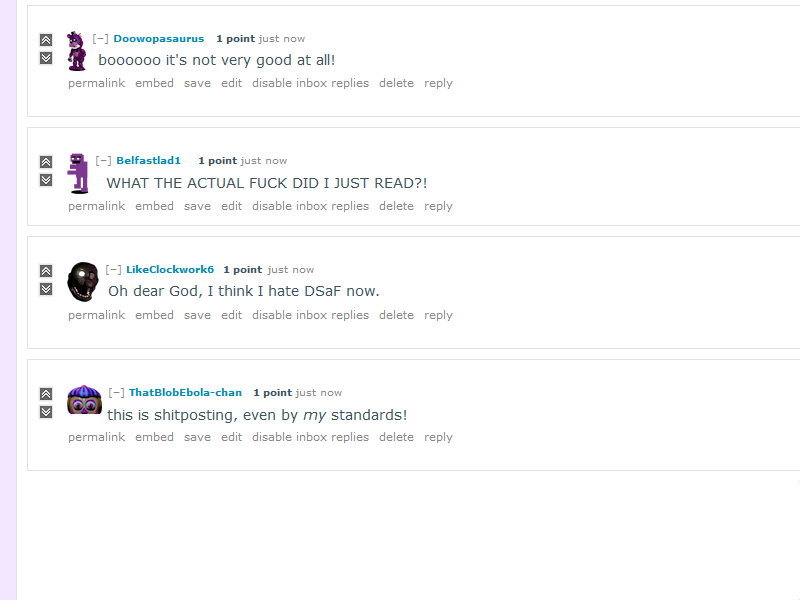 [−] Doowopasaurus 1 point just now
boooooo it's not very good at all!
permalink embed save edit disable inbox replies delete reply
[−] Belfastlad1 1 point just now
WHAT THE ACTUAL FUCK DID I JUST READ?!
permalink embed save edit disable inbox replies delete reply
[−] LikeClockwork6 1 point just now
Oh dear God, I think I hate DSaF now.
permalink embed save edit disable inbox replies delete reply
[−] ThatBlobEbola-chan 1 point just now
this is shitposting, even by my standards!
permalink embed save edit disable inbox replies delete reply